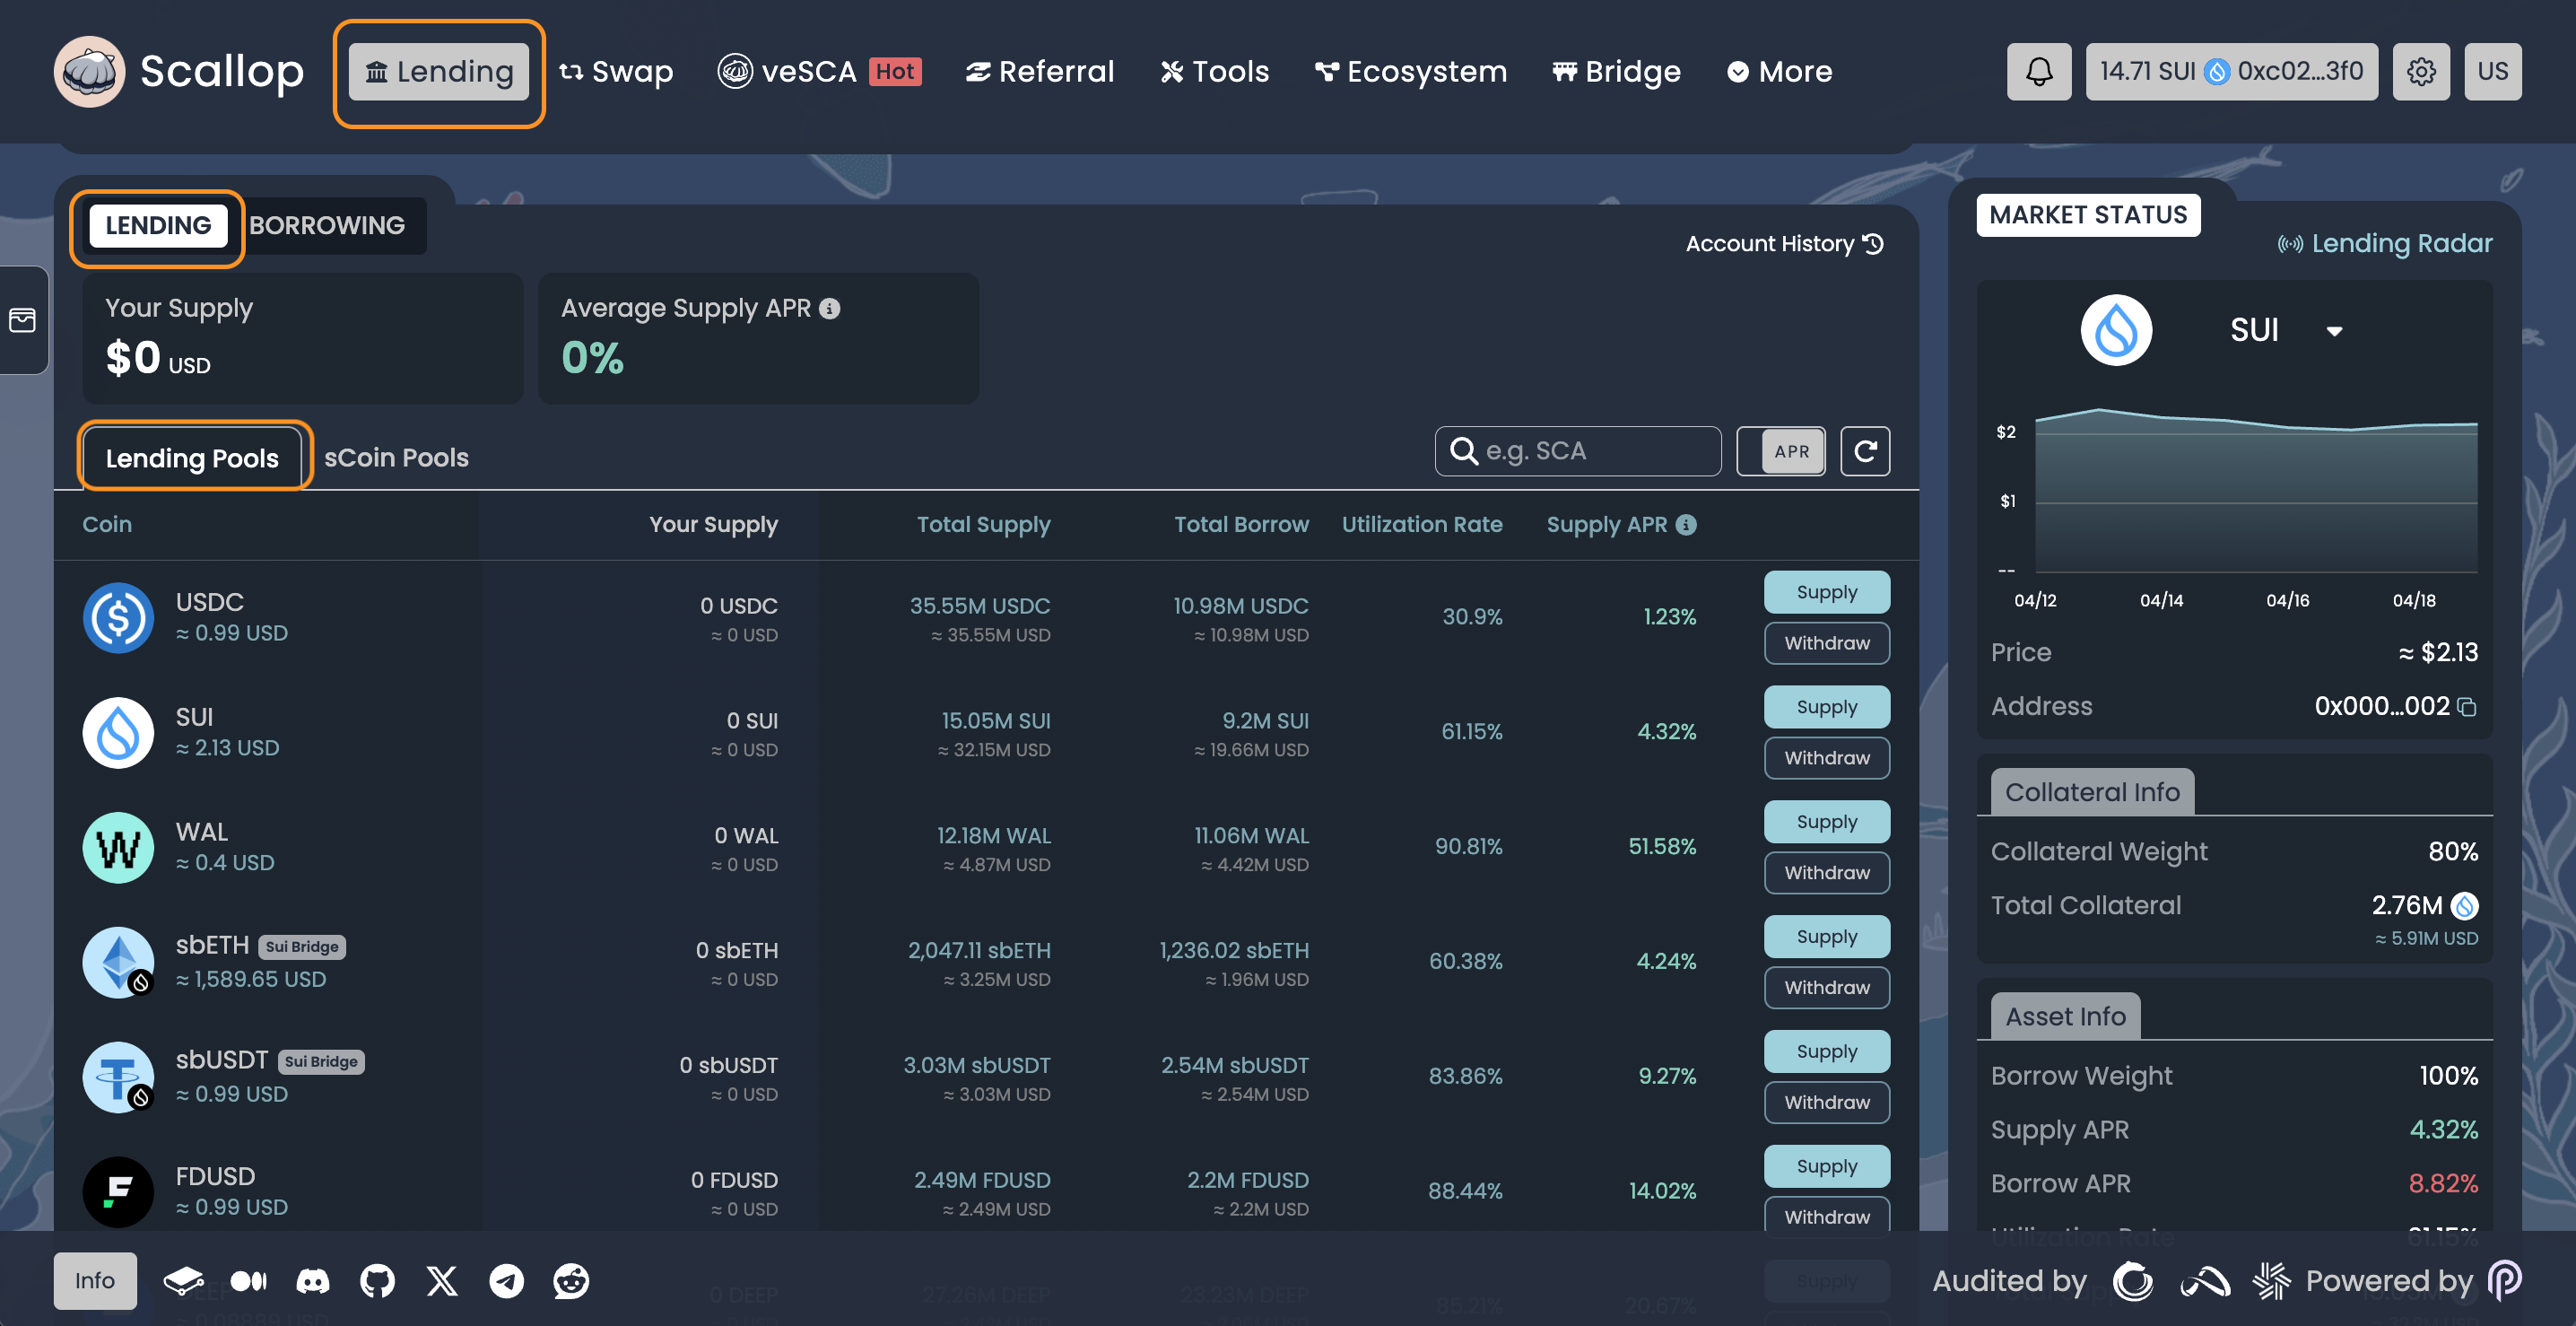 Scallop
Lending
Swap
veSCA Hot
Referral
Tools
Ecosystem
Bridge
More
14.71 SUI 0xc02...3f0
US
LENDING BORROWING
Account History
Your Supply
$0 USD
Average Supply APR
0%
Lending Pools
sCoin Pools
e.g. SCA
APR
Coin Your Supply Total Supply Total Borrow Utilization Rate Supply APR
USDC 0 USDC 35.55M USDC 10.98M USDC 30.9% 1.23% Supply
≈ 0.99 USD ≈ 0 USD ≈ 35.55M USD ≈ 10.98M USD Withdraw
SUI 0 SUI 15.05M SUI 9.2M SUI 61.15% 4.32% Supply
≈ 2.13 USD ≈ 0 USD ≈ 32.15M USD ≈ 19.66M USD Withdraw
WAL 0 WAL 12.18M WAL 11.06M WAL 90.81% 51.58% Supply
≈ 0.4 USD ≈ 0 USD ≈ 4.87M USD ≈ 4.42M USD Withdraw
sbETH Sui Bridge 0 sbETH 2,047.11 sbETH 1,236.02 sbETH 60.38% 4.24% Supply
≈ 1,589.65 USD ≈ 0 USD ≈ 3.25M USD ≈ 1.96M USD Withdraw
sbUSDT Sui Bridge 0 sbUSDT 3.03M sbUSDT 2.54M sbUSDT 83.86% 9.27% Supply
≈ 0.99 USD ≈ 0 USD ≈ 3.03M USD ≈ 2.54M USD Withdraw
FDUSD 0 FDUSD 2.49M FDUSD 2.2M FDUSD 88.44% 14.02% Supply
≈ 0.99 USD ≈ 0 USD ≈ 2.49M USD ≈ 2.2M USD Withdraw
0 DEEP 27.26M DEEP 23.23M DEEP 85.21% 20.67% Supply
MARKET STATUS
Lending Radar
SUI
$2
$1
--
04/12 04/14 04/16 04/18
Price ≈ $2.13
Address 0x000...002
Collateral Info
Collateral Weight 80%
Total Collateral 2.76M
≈ 5.91M USD
Asset Info
Borrow Weight 100%
Supply APR 4.32%
Borrow APR 8.82%
Utilization Rate 61.15%
Info
Audited by
Powered by